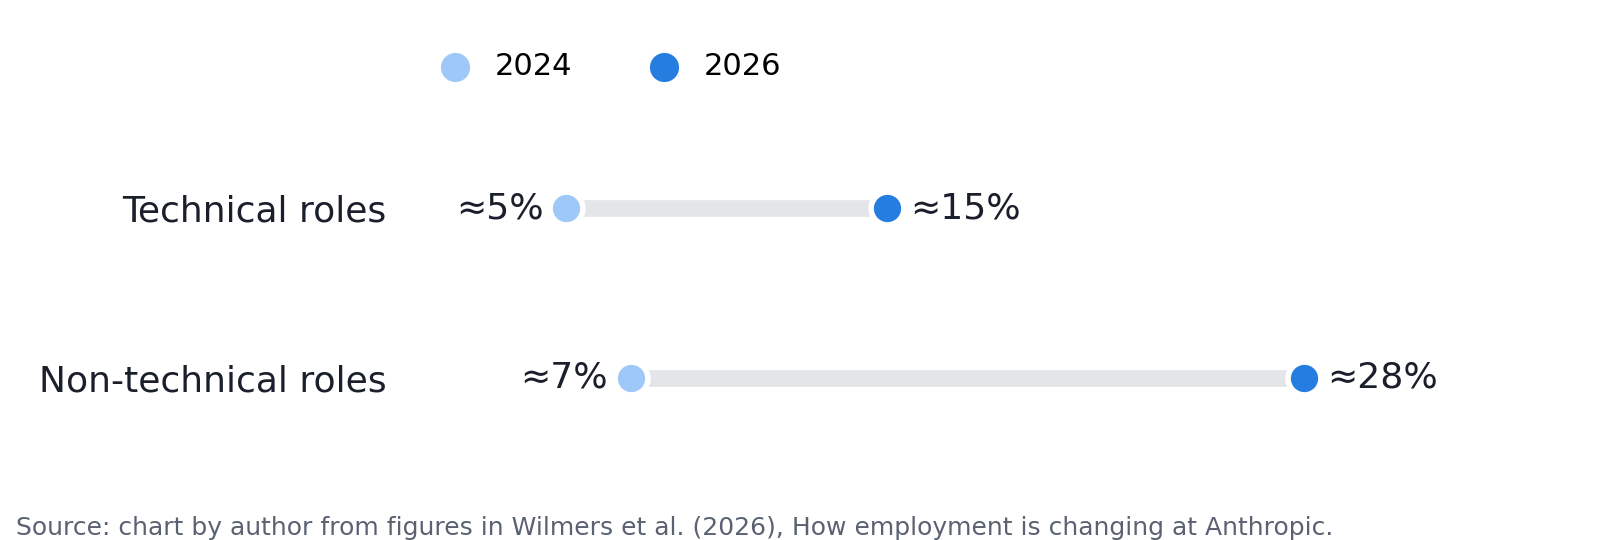 2024 2026
Technical roles ≈5% ≈15%
Non-technical roles ≈7% ≈28%
Source: chart by author from figures in Wilmers et al. (2026), How employment is changing at Anthropic.